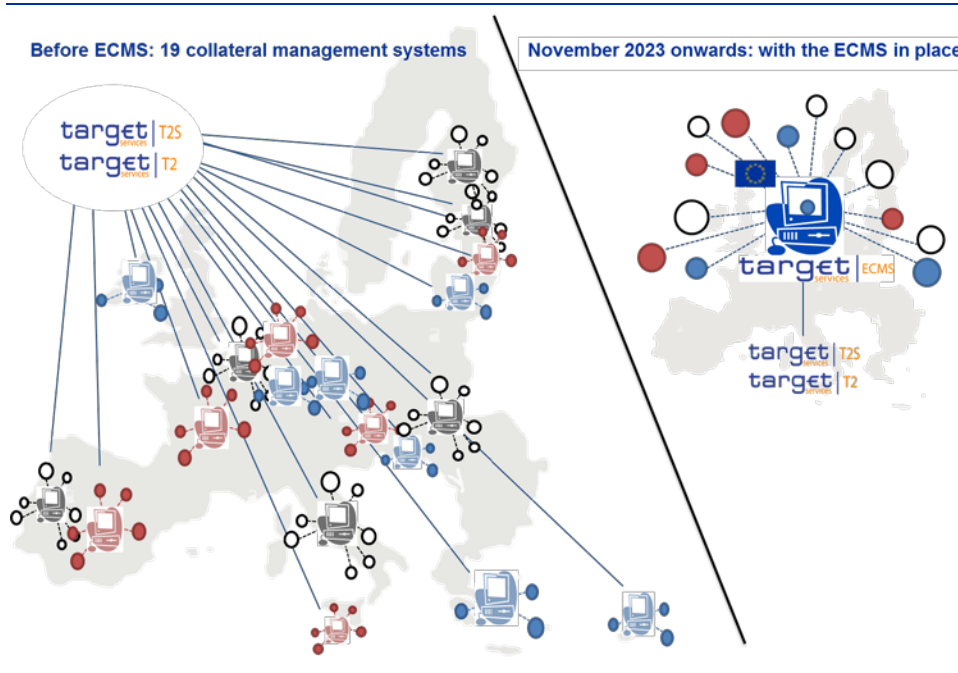 Before ECMS: 19 collateral management systems
November 2023 onwards: with the ECMS in place
target services | T2S
target services | T2
target services | ECMS
target services | T2S
target services | T2